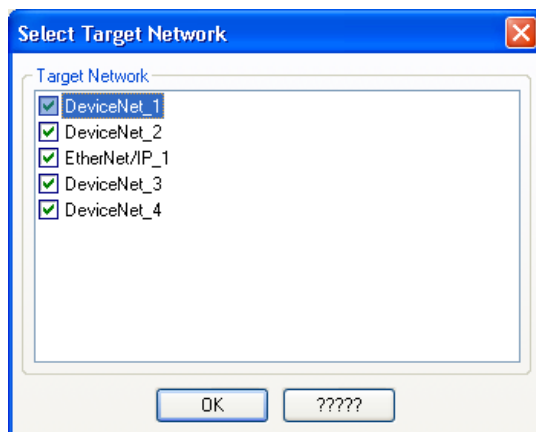 Select Target Network
Target Network
DeviceNet_1
DeviceNet_2
EtherNet/IP_1
DeviceNet_3
DeviceNet_4
OK ?????